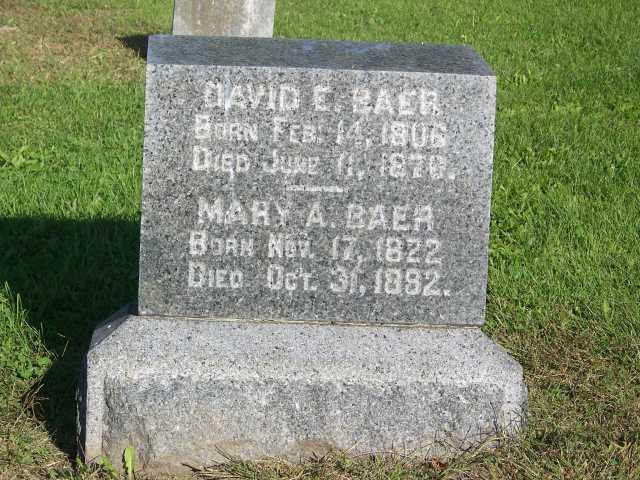 DAVID E. BAER
BORN FEB. 14, 1806
DIED JUNE 11, 1876.
MARY A. BAER
BORN NOV. 17, 1822
DIED OCT. 31, 1892.